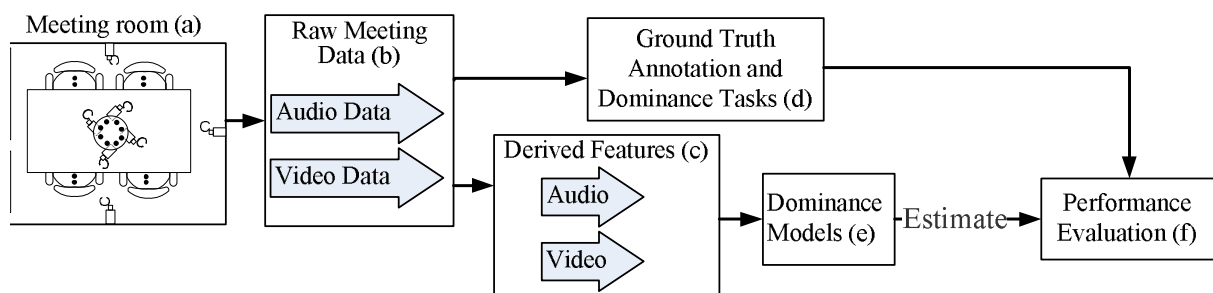 Meeting room (a)
Raw Meeting
Data (b)
Audio Data
Video Data
Ground Truth
Annotation and
Dominance Tasks (d)
Derived Features (c)
Audio
Video
Dominance
Models (e)
Estimate
Performance
Evaluation (f)